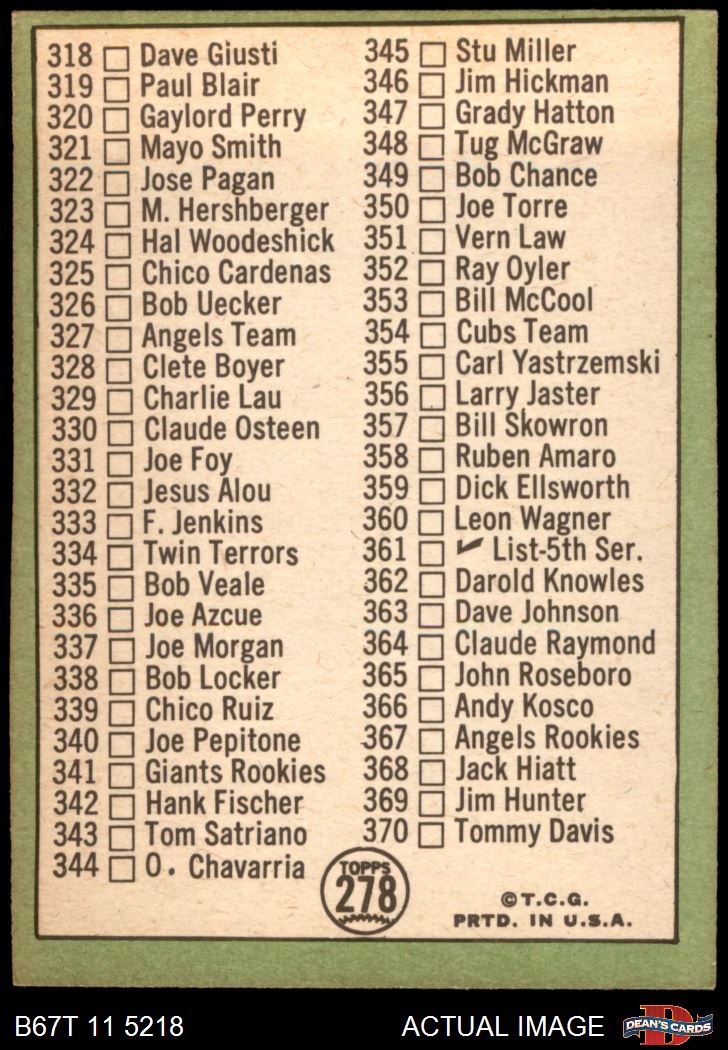 318 Dave Giusti
319 Paul Blair
320 Gaylord Perry
321 Mayo Smith
322 Jose Pagan
323 M. Hershberger
324 Hal Woodeshick
325 Chico Cardenas
326 Bob Uecker
327 Angels Team
328 Clete Boyer
329 Charlie Lau
330 Claude Osteen
331 Joe Foy
332 Jesus Alou
333 F. Jenkins
334 Twin Terrors
335 Bob Veale
336 Joe Azcue
337 Joe Morgan
338 Bob Locker
339 Chico Ruiz
340 Joe Pepitone
341 Giants Rookies
342 Hank Fischer
343 Tom Satriano
344 O. Chavarria
345 Stu Miller
346 Jim Hickman
347 Grady Hatton
348 Tug McGraw
349 Bob Chance
350 Joe Torre
351 Vern Law
352 Ray Oyler
353 Bill McCool
354 Cubs Team
355 Carl Yastrzemski
356 Larry Jaster
357 Bill Skowron
358 Ruben Amaro
359 Dick Ellsworth
360 Leon Wagner
361 ✔ List-5th Ser.
362 Darold Knowles
363 Dave Johnson
364 Claude Raymond
365 John Roseboro
366 Andy Kosco
367 Angels Rookies
368 Jack Hiatt
369 Jim Hunter
370 Tommy Davis
TOPPS
278
© T.C.G.
PRTD. IN U.S.A.
B67T 11 5218
ACTUAL IMAGE
D
DEAN'S CARDS